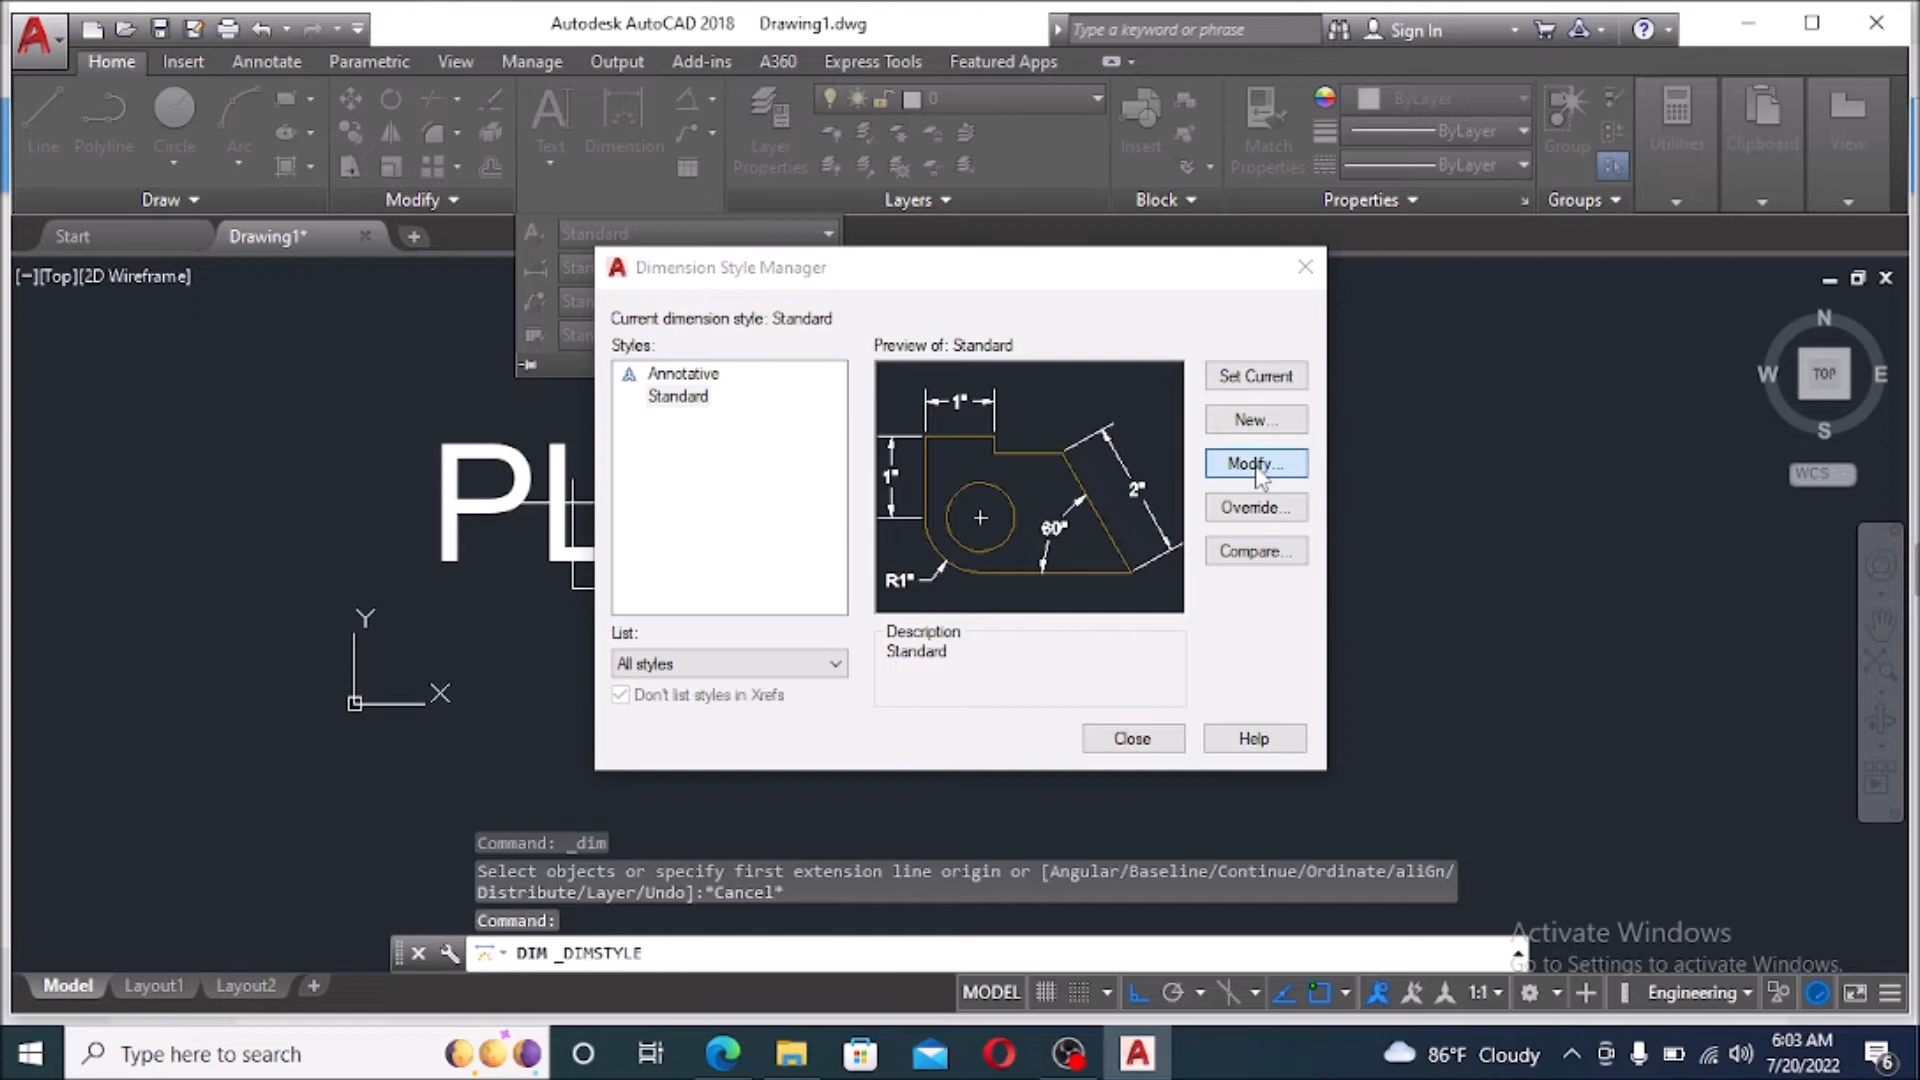 Autodesk AutoCAD 2018 Drawing1.dwg
Type a keyword or phrase
Sign In
Home Insert Annotate Parametric View Manage Output Add-ins A360 Express Tools Featured Apps
Line Polyline Circle Arc
Text Dimension
Layer Properties
0
Insert
Match Properties
ByLayer
ByLayer
ByLayer
Group
Utilities
Clipboard
View
Draw Modify Layers Block Properties Groups
Start Drawing1*
Standard
[−][Top][2D Wireframe]
Dimension Style Manager
Current dimension style: Standard
Styles:
Annotative
Standard
Preview of: Standard
1"
1"
2"
60°
R1"
Set Current
New...
Modify...
Override...
Compare...
List:
All styles
Don't list styles in Xrefs
Description
Standard
Close
Help
PL
Y
X
N
W TOP E
S
WCS
Command: _dim
Select objects or specify first extension line origin or [Angular/Baseline/Continue/Ordinate/aliGn/
Distribute/Layer/Undo]:*Cancel*
Command:
DIM _DIMSTYLE
Activate Windows
Go to Settings to activate Windows.
Model Layout1 Layout2
MODEL 1:1 Engineering
Type here to search
86°F Cloudy
6:03 AM
7/20/2022
6